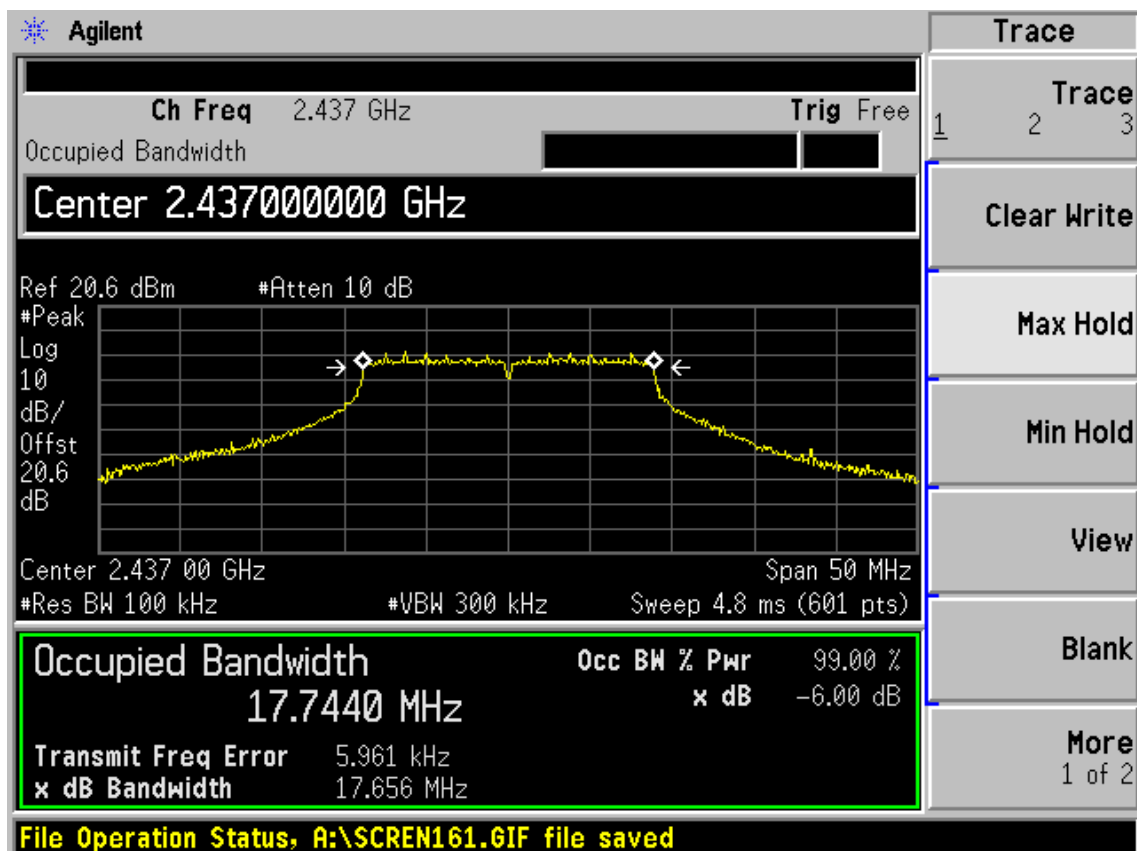 Agilent
Trace
Ch Freq 2.437 GHz Trig Free
Occupied Bandwidth
Center 2.437000000 GHz
Ref 20.6 dBm #Atten 10 dB
#Peak
Log
10
dB/
Offst
20.6
dB
Center 2.437 00 GHz Span 50 MHz
#Res BW 100 kHz #VBW 300 kHz Sweep 4.8 ms (601 pts)
Occupied Bandwidth Occ BW % Pwr 99.00 %
17.7440 MHz x dB -6.00 dB
Transmit Freq Error 5.961 kHz
x dB Bandwidth 17.656 MHz
File Operation Status, A:\SCREN161.GIF file saved
Trace
1 2 3
Clear Write
Max Hold
Min Hold
View
Blank
More
1 of 2